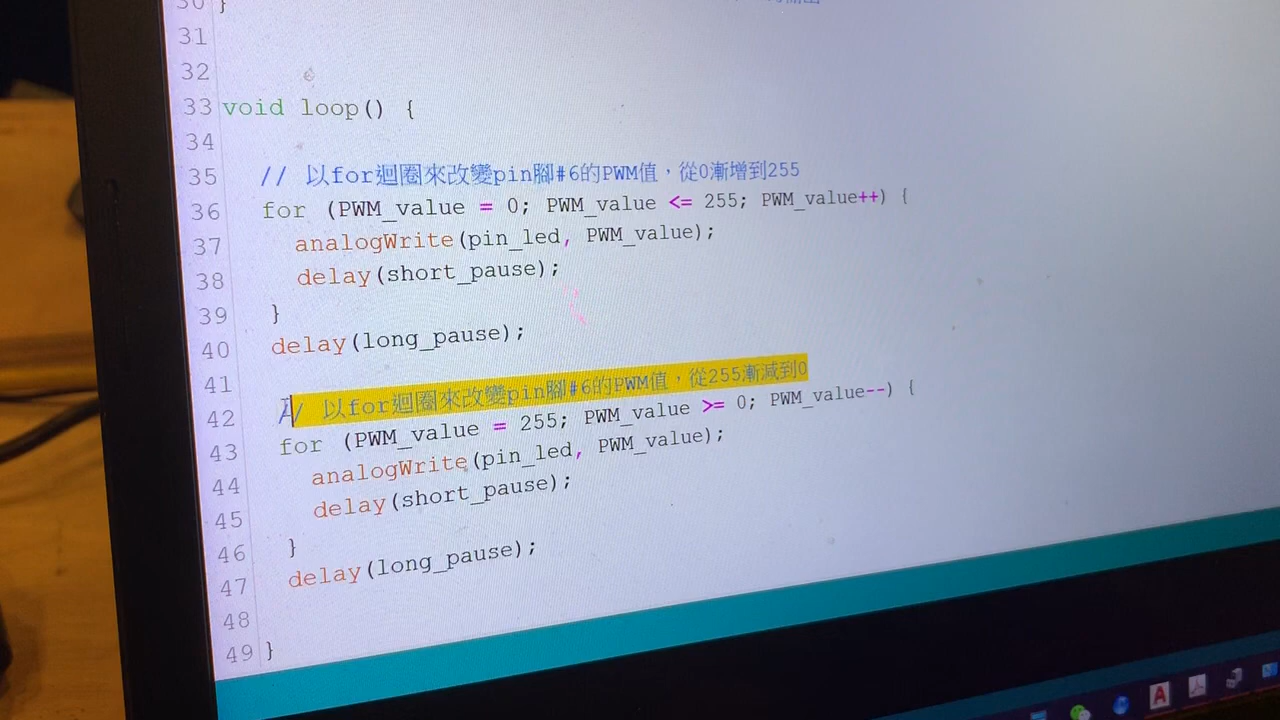 30 }
31
32
33 void loop() {
34
35 // 以for迴圈來改變pin腳#6的PWM值，從0漸增到255
36 for (PWM_value = 0; PWM_value <= 255; PWM_value++) {
37 analogWrite(pin_led, PWM_value);
38 delay(short_pause);
39 }
40 delay(long_pause);
41
42 // 以for迴圈來改變pin腳#6的PWM值，從255漸減到0
43 for (PWM_value = 255; PWM_value >= 0; PWM_value--) {
44 analogWrite(pin_led, PWM_value);
45 delay(short_pause);
46 }
47 delay(long_pause);
48
49 }